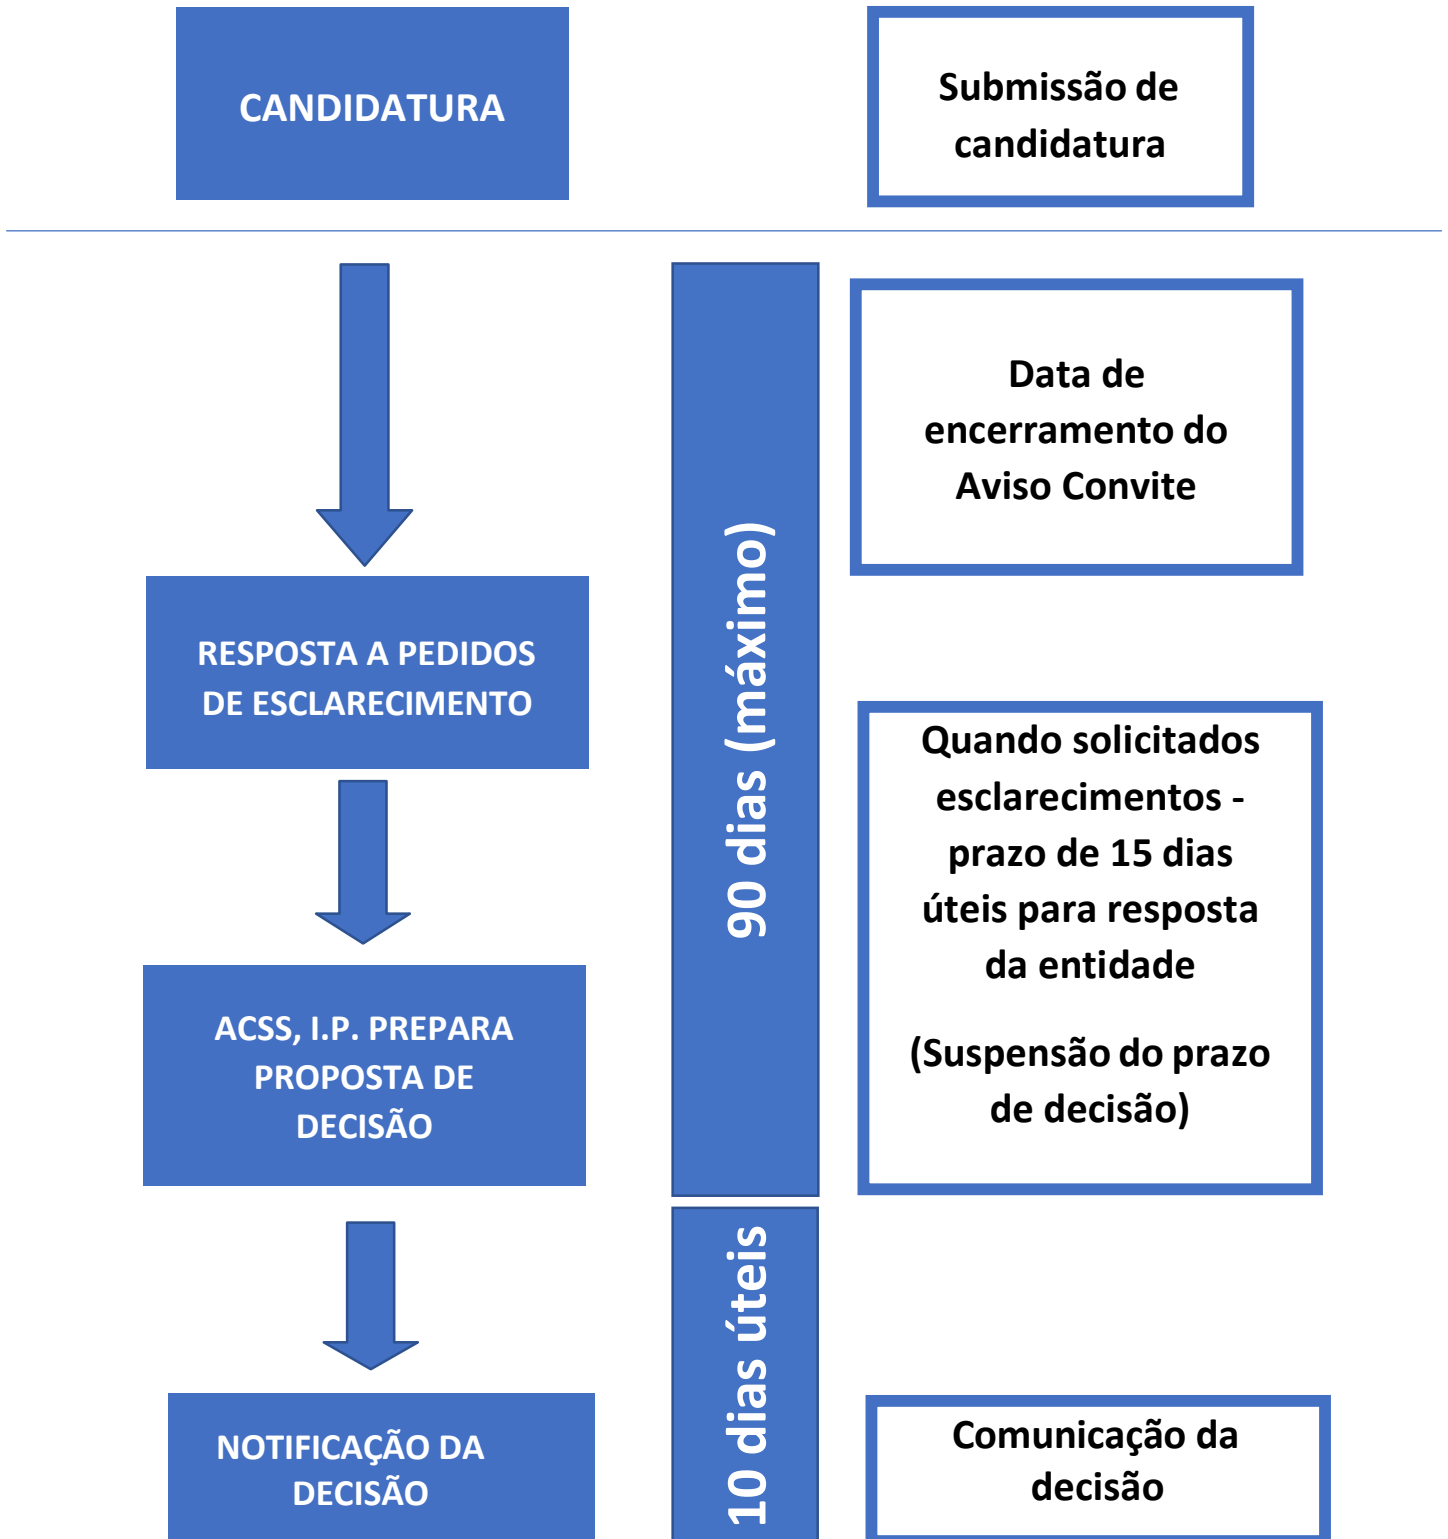 CANDIDATURA
Submissão de
candidatura
Data de
encerramento do
Aviso Convite
RESPOSTA A PEDIDOS
DE ESCLARECIMENTO
90 dias (máximo)
Quando solicitados
esclarecimentos -
prazo de 15 dias
úteis para resposta
da entidade
(Suspensão do prazo
de decisão)
ACSS, I.P. PREPARA
PROPOSTA DE
DECISÃO
10 dias úteis
NOTIFICAÇÃO DA
DECISÃO
Comunicação da
decisão